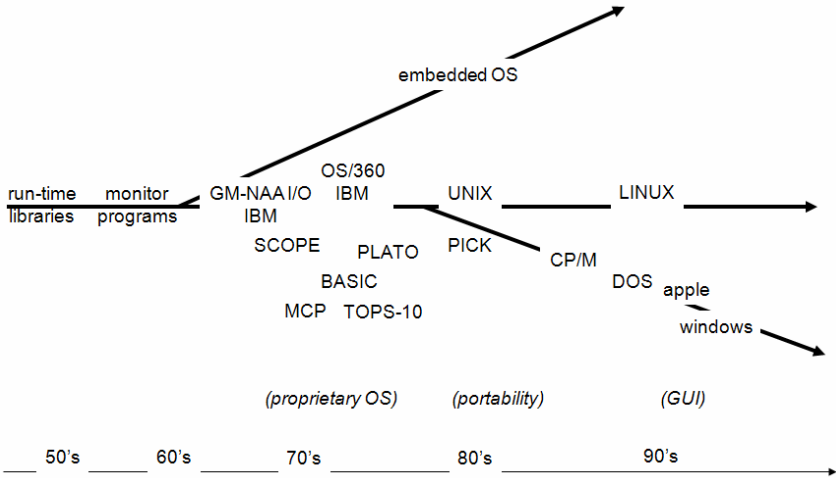 embedded OS
OS/360
IBM
run-time
libraries
monitor
programs
GM-NAA I/O
IBM
UNIX
LINUX
SCOPE
PLATO
PICK
CP/M
BASIC
DOS
apple
MCP
TOPS-10
windows
(proprietary OS)
(portability)
(GUI)
50's
60's
70's
80's
90's